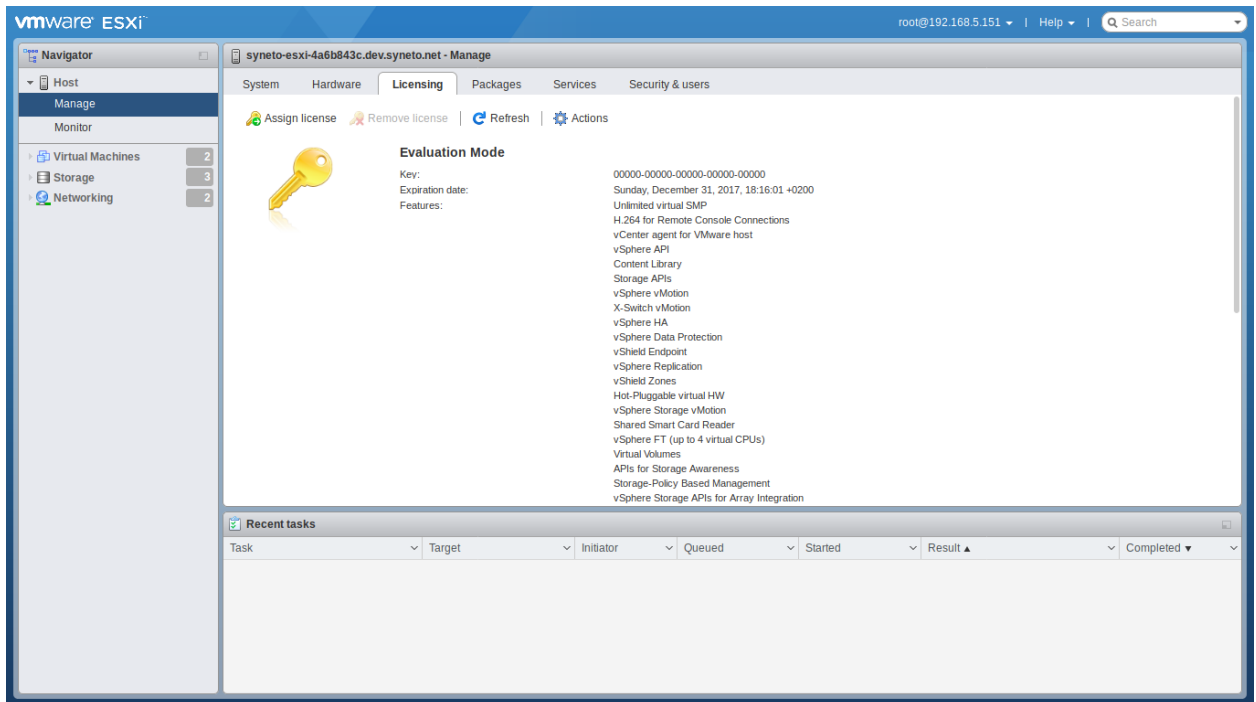 vmware ESXi
root@192.168.5.151 | Help | Search
Navigator
Host
Manage
Monitor
Virtual Machines 2
Storage 3
Networking 2
syneto-esxi-4a6b843c.dev.syneto.net - Manage
System Hardware Licensing Packages Services Security & users
Assign license Remove license | Refresh | Actions
Evaluation Mode
Key: 00000-00000-00000-00000-00000
Expiration date: Sunday, December 31, 2017, 18:16:01 +0200
Features: Unlimited virtual SMP
H.264 for Remote Console Connections
vCenter agent for VMware host
vSphere API
Content Library
Storage APIs
vSphere vMotion
X-Switch vMotion
vSphere HA
vSphere Data Protection
vShield Endpoint
vSphere Replication
vShield Zones
Hot-Pluggable virtual HW
vSphere Storage vMotion
Shared Smart Card Reader
vSphere FT (up to 4 virtual CPUs)
Virtual Volumes
APIs for Storage Awareness
Storage-Policy Based Management
vSphere Storage APIs for Array Integration
Recent tasks
Task Target Initiator Queued Started Result Completed